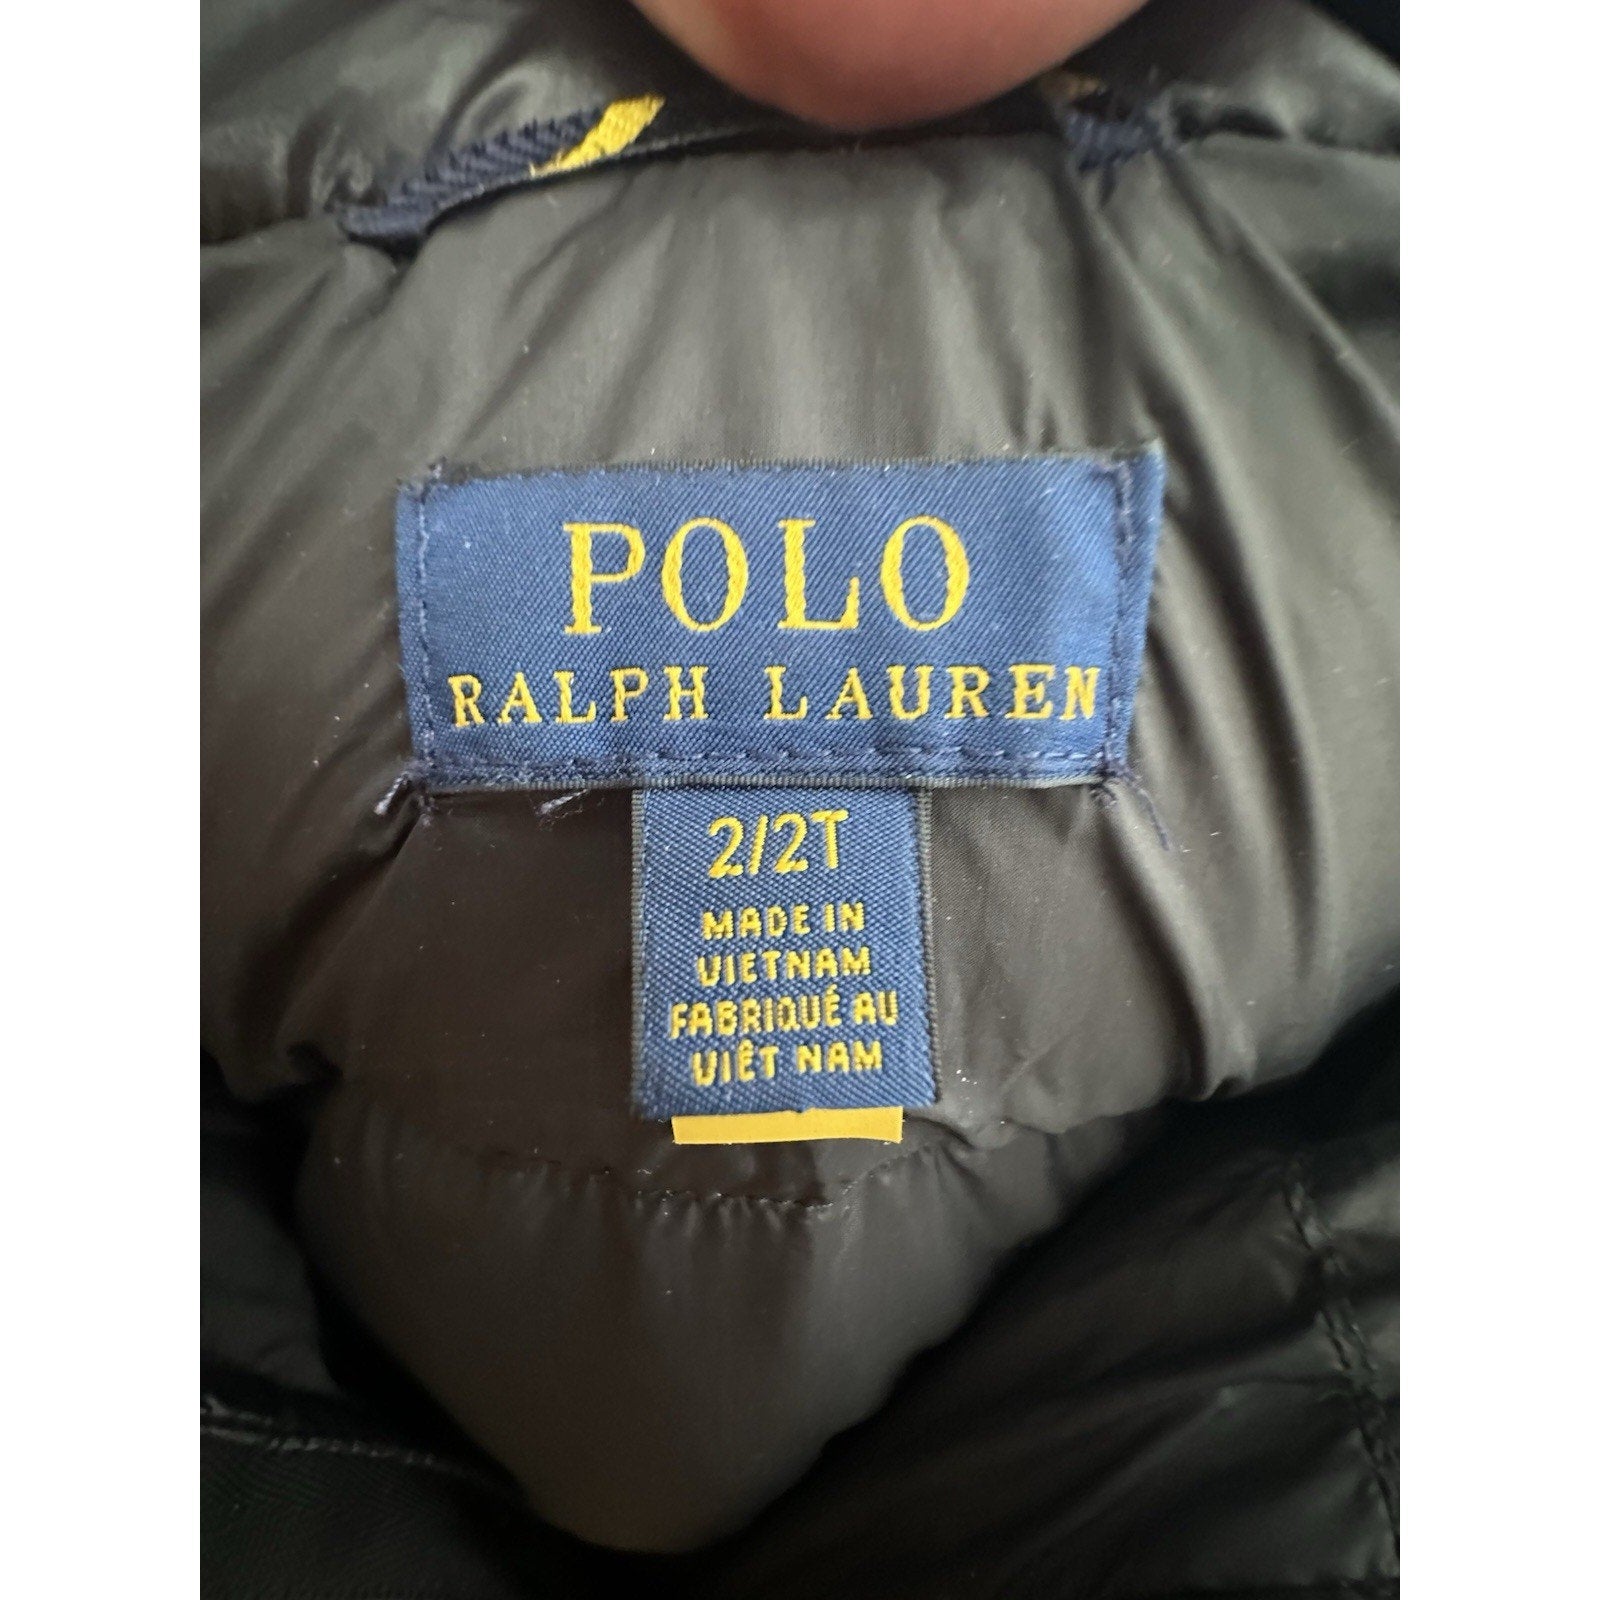 POLO
RALPH LAUREN
2/2T
MADE IN
VIETNAM
FABRIQUÉ AU
VIÊT NAM